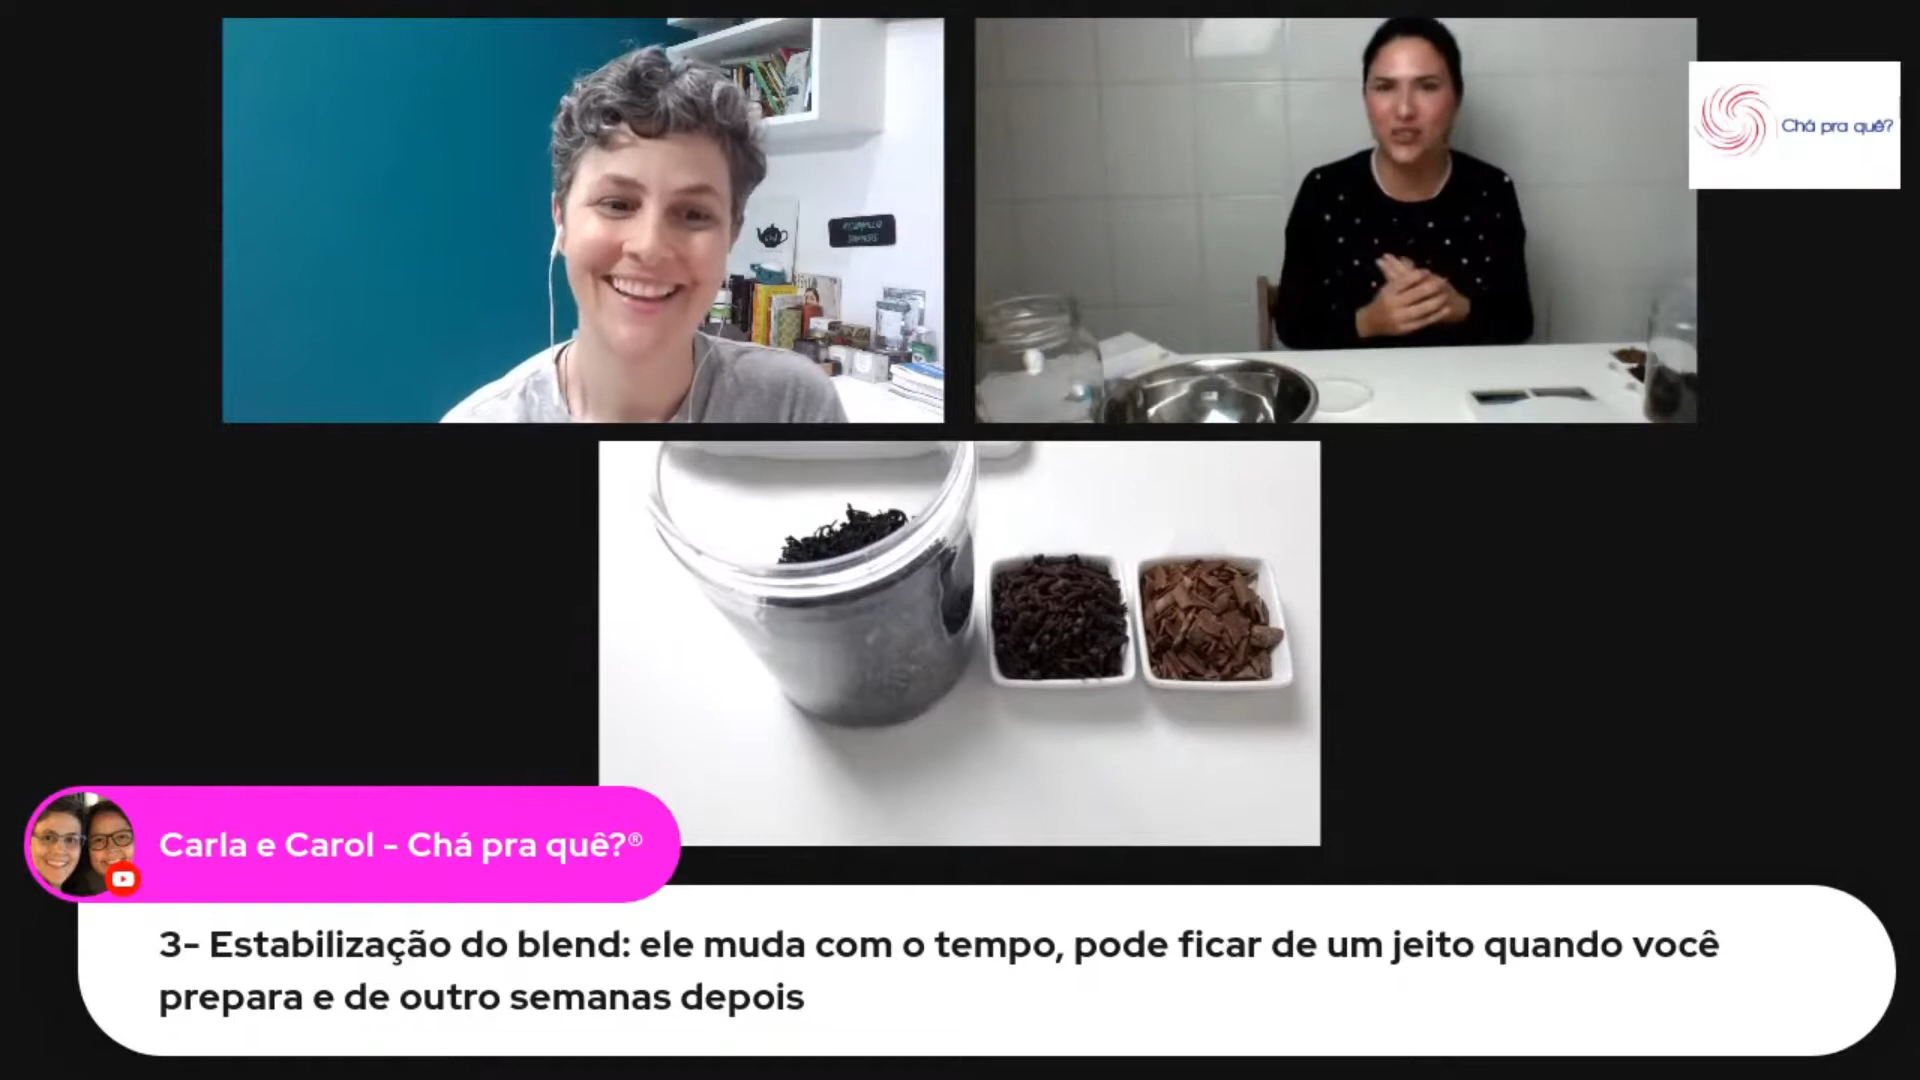 Chá pra quê?
Carla e Carol - Chá pra quê?®
3- Estabilização do blend: ele muda com o tempo, pode ficar de um jeito quando você
prepara e de outro semanas depois